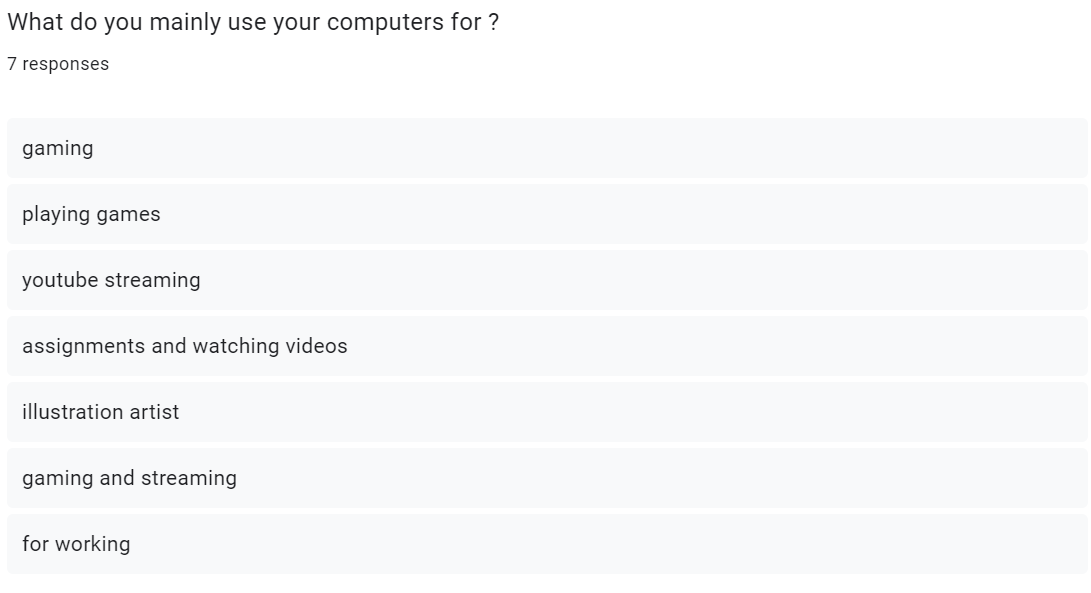 What do you mainly use your computers for ?
7 responses
gaming
playing games
youtube streaming
assignments and watching videos
illustration artist
gaming and streaming
for working